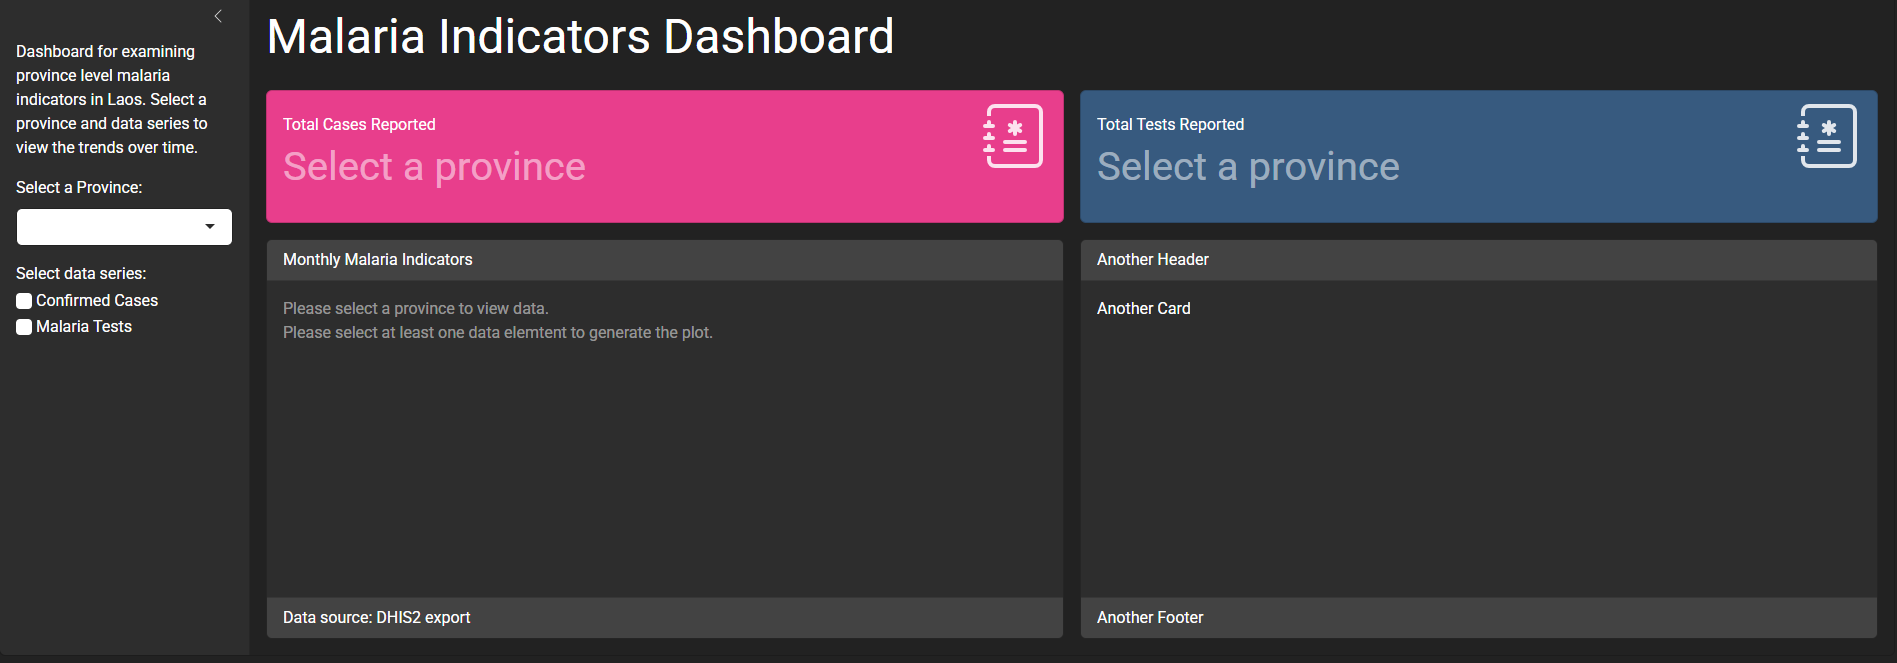 Dashboard for examining
province level malaria
indicators in Laos. Select a
province and data series to
view the trends over time.
Select a Province:
Select data series:
Confirmed Cases
Malaria Tests
Malaria Indicators Dashboard
Total Cases Reported
Select a province
Total Tests Reported
Select a province
Monthly Malaria Indicators
Please select a province to view data.
Please select at least one data elemtent to generate the plot.
Data source: DHIS2 export
Another Header
Another Card
Another Footer